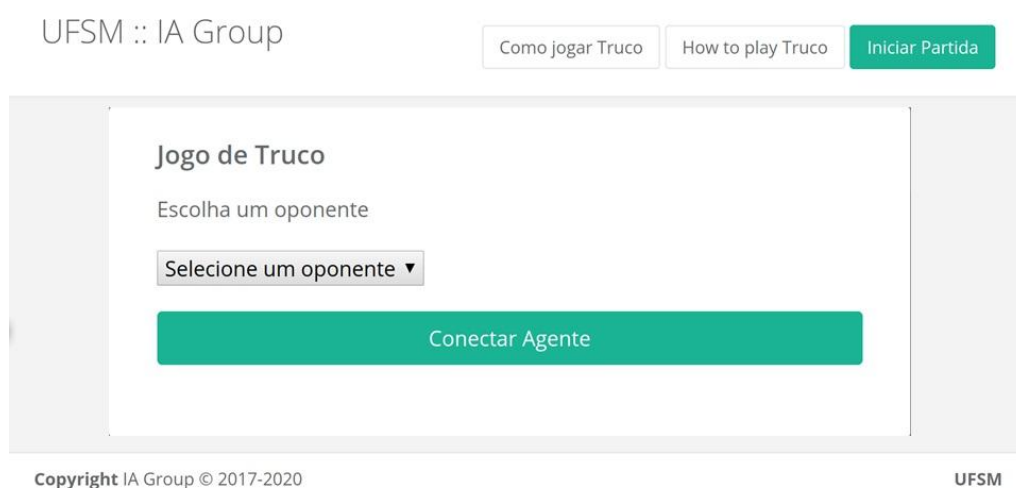 UFSM :: IA Group
Como jogar Truco
How to play Truco
Iniciar Partida
Jogo de Truco
Escolha um oponente
Selecione um oponente ▼
Conectar Agente
Copyright IA Group © 2017-2020
UFSM